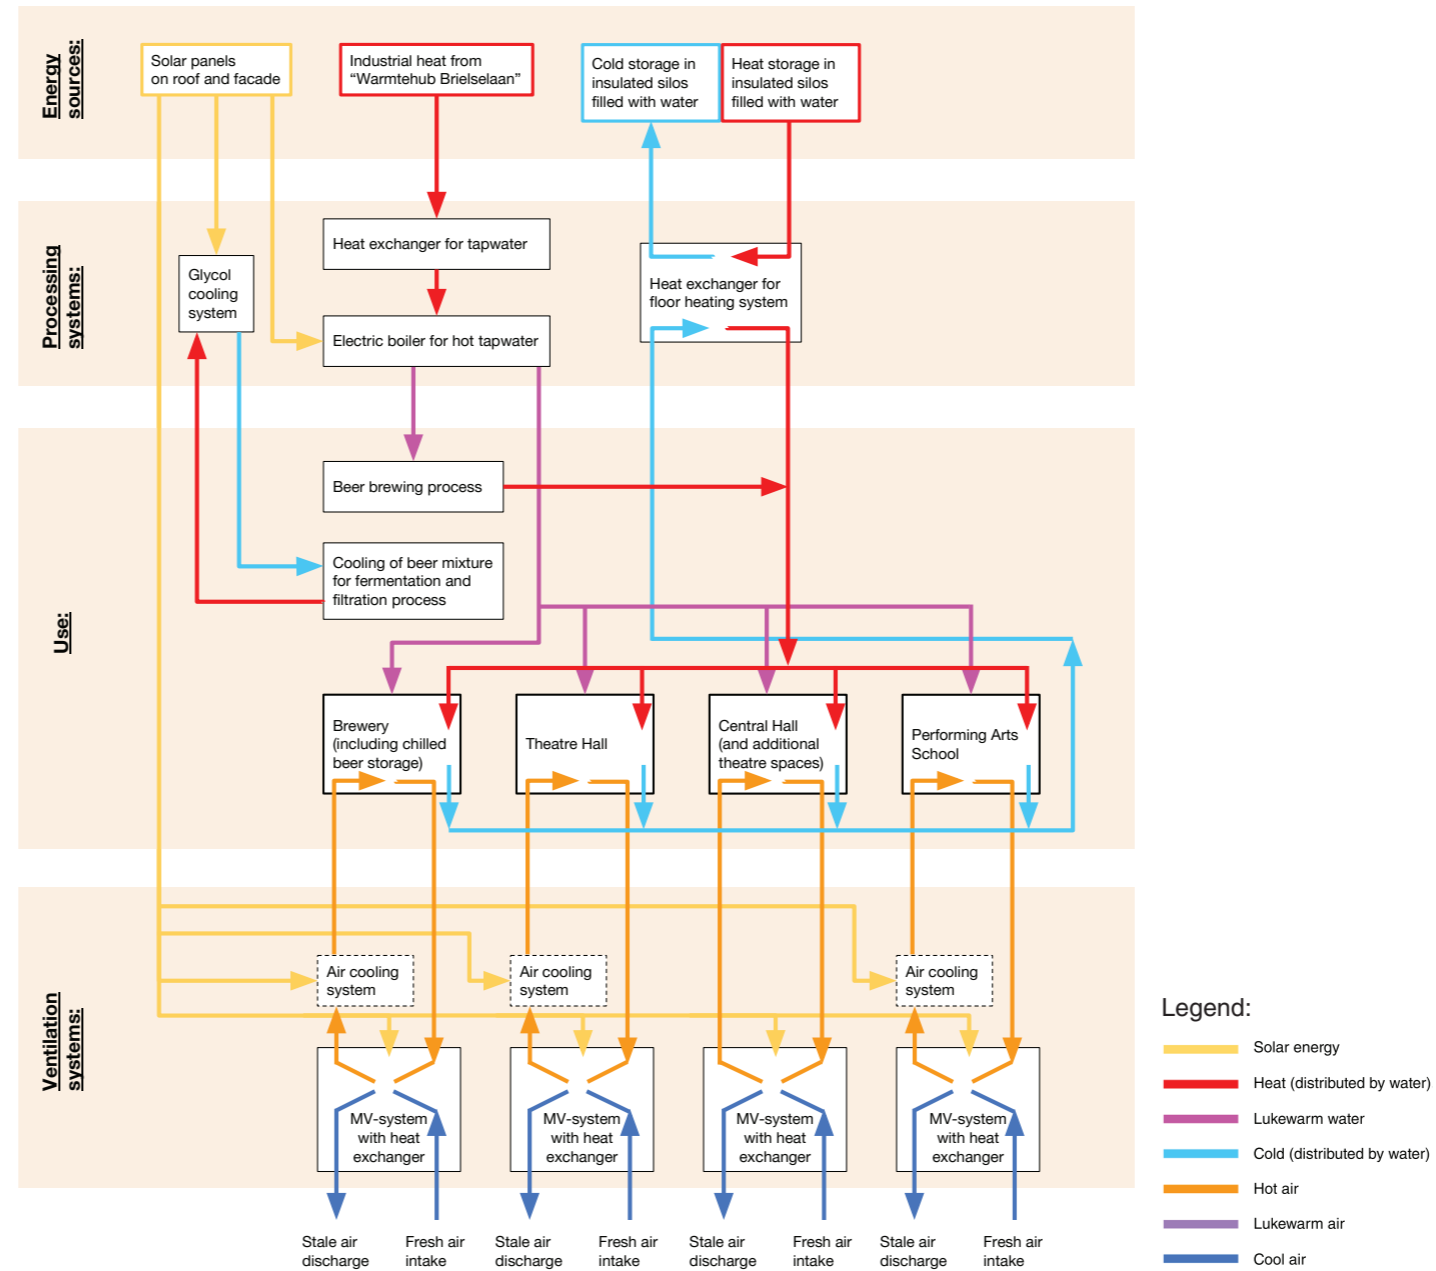 Energy
sources:
Solar panels
on roof and facade
Industrial heat from
“Warmtehub Brielselaan”
Cold storage in
insulated silos
filled with water
Heat storage in
insulated silos
filled with water
Processing
systems:
Heat exchanger for tapwater
Glycol
cooling
system
Heat exchanger for
floor heating system
Electric boiler for hot tapwater
Use:
Beer brewing process
Cooling of beer mixture
for fermentation and
filtration process
Brewery
(including chilled
beer storage)
Theatre Hall
Central Hall
(and additional
theatre spaces)
Performing Arts
School
Ventilation
systems:
Air cooling
system
Air cooling
system
Air cooling
system
MV-system
with heat
exchanger
MV-system
with heat
exchanger
MV-system
with heat
exchanger
MV-system
with heat
exchanger
Stale air
discharge
Fresh air
intake
Stale air
discharge
Fresh air
intake
Stale air
discharge
Fresh air
intake
Stale air
discharge
Fresh air
intake
Legend:
Solar energy
Heat (distributed by water)
Lukewarm water
Cold (distributed by water)
Hot air
Lukewarm air
Cool air